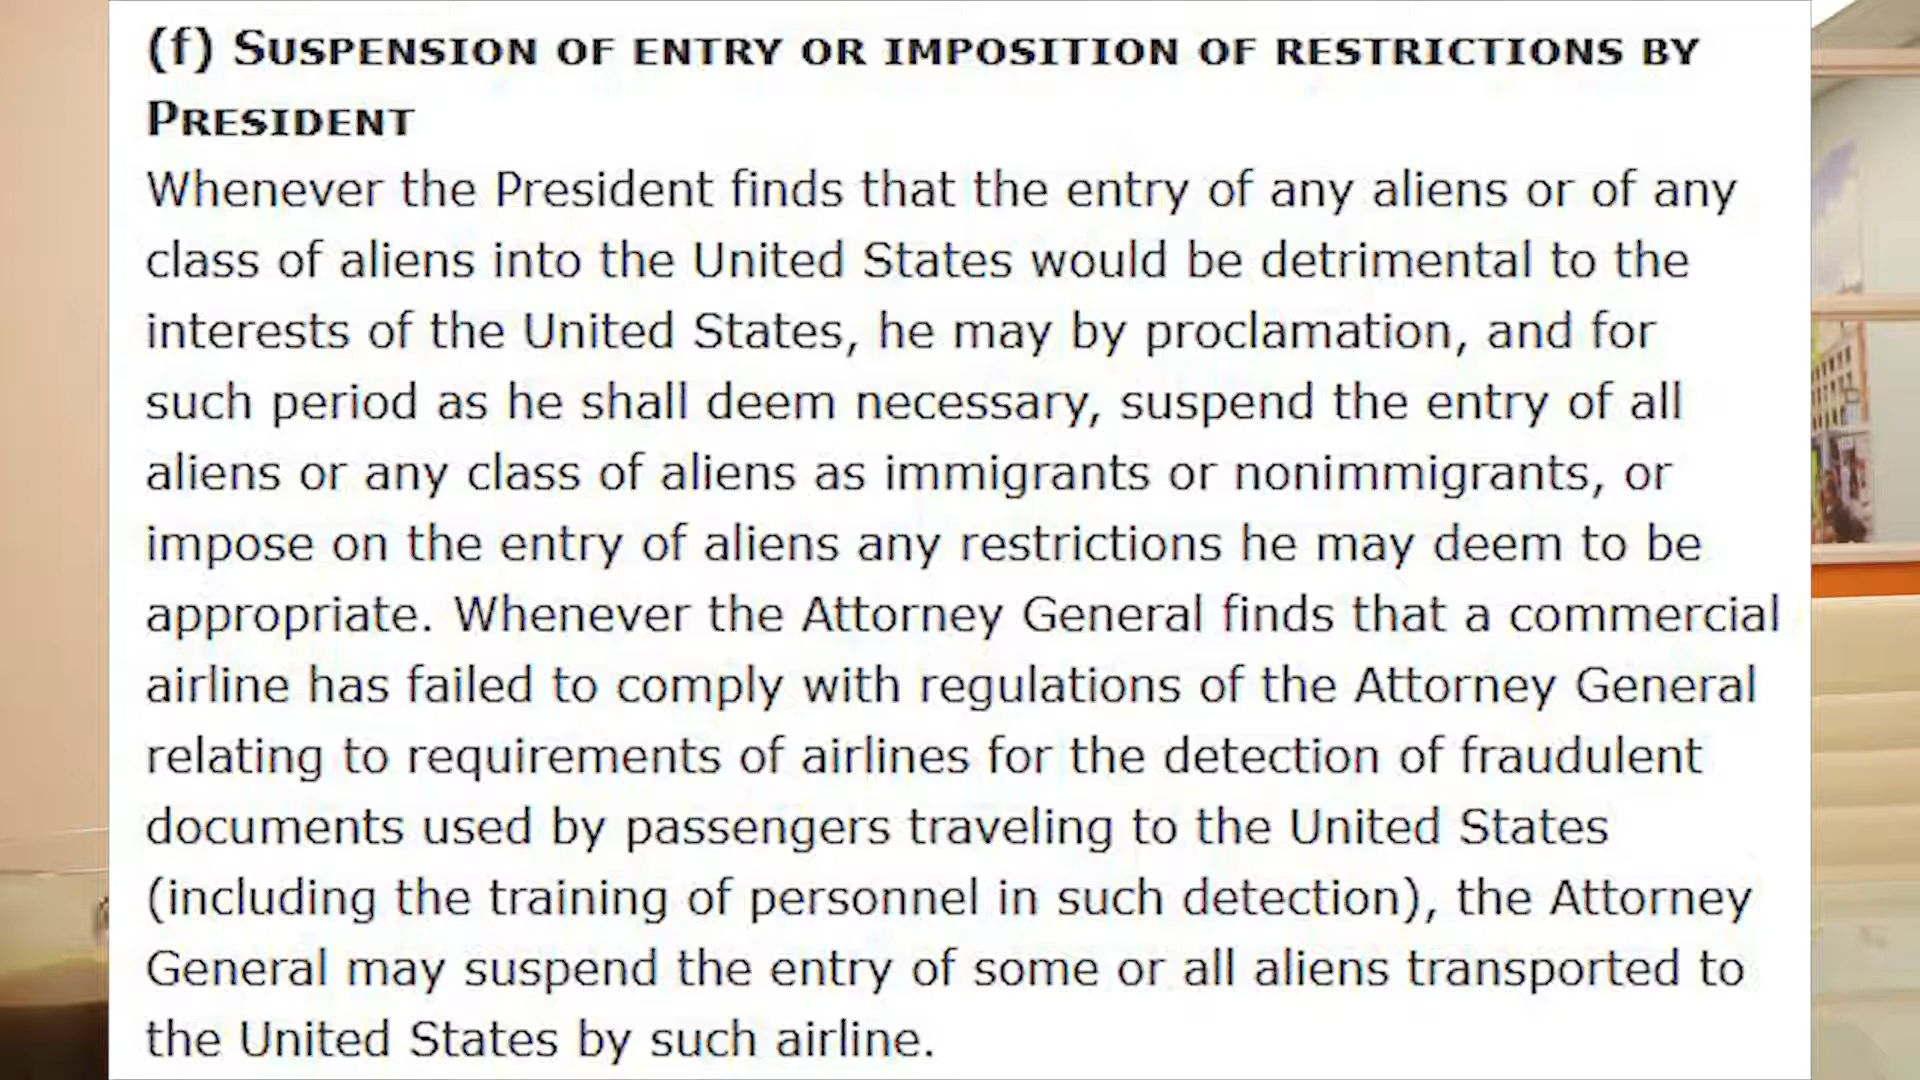 (f) Suspension of entry or imposition of restrictions by
President
Whenever the President finds that the entry of any aliens or of any
class of aliens into the United States would be detrimental to the
interests of the United States, he may by proclamation, and for
such period as he shall deem necessary, suspend the entry of all
aliens or any class of aliens as immigrants or nonimmigrants, or
impose on the entry of aliens any restrictions he may deem to be
appropriate. Whenever the Attorney General finds that a commercial
airline has failed to comply with regulations of the Attorney General
relating to requirements of airlines for the detection of fraudulent
documents used by passengers traveling to the United States
(including the training of personnel in such detection), the Attorney
General may suspend the entry of some or all aliens transported to
the United States by such airline.